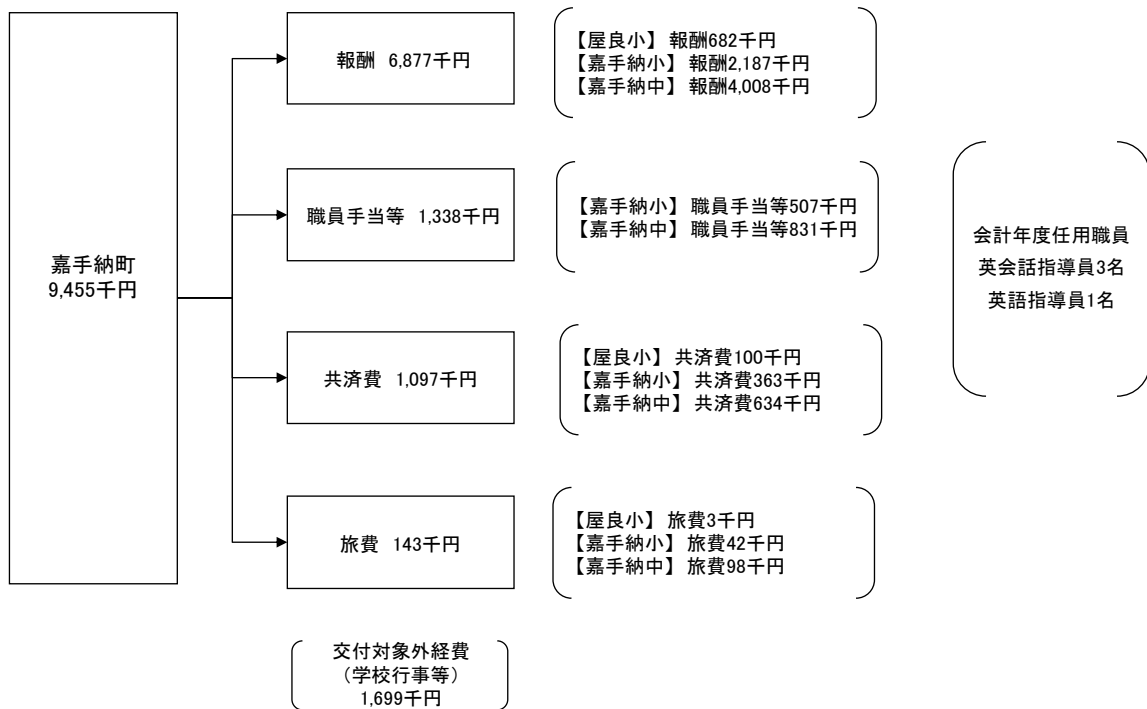 嘉手納町
9,455千円
報酬 6,877千円
【屋良小】 報酬682千円
【嘉手納小】 報酬2,187千円
【嘉手納中】 報酬4,008千円
職員手当等 1,338千円
【嘉手納小】 職員手当等507千円
【嘉手納中】 職員手当等831千円
共済費 1,097千円
【屋良小】 共済費100千円
【嘉手納小】 共済費363千円
【嘉手納中】 共済費634千円
旅費 143千円
【屋良小】 旅費3千円
【嘉手納小】 旅費42千円
【嘉手納中】 旅費98千円
会計年度任用職員
英会話指導員3名
英語指導員1名
交付対象外経費
（学校行事等）
1,699千円